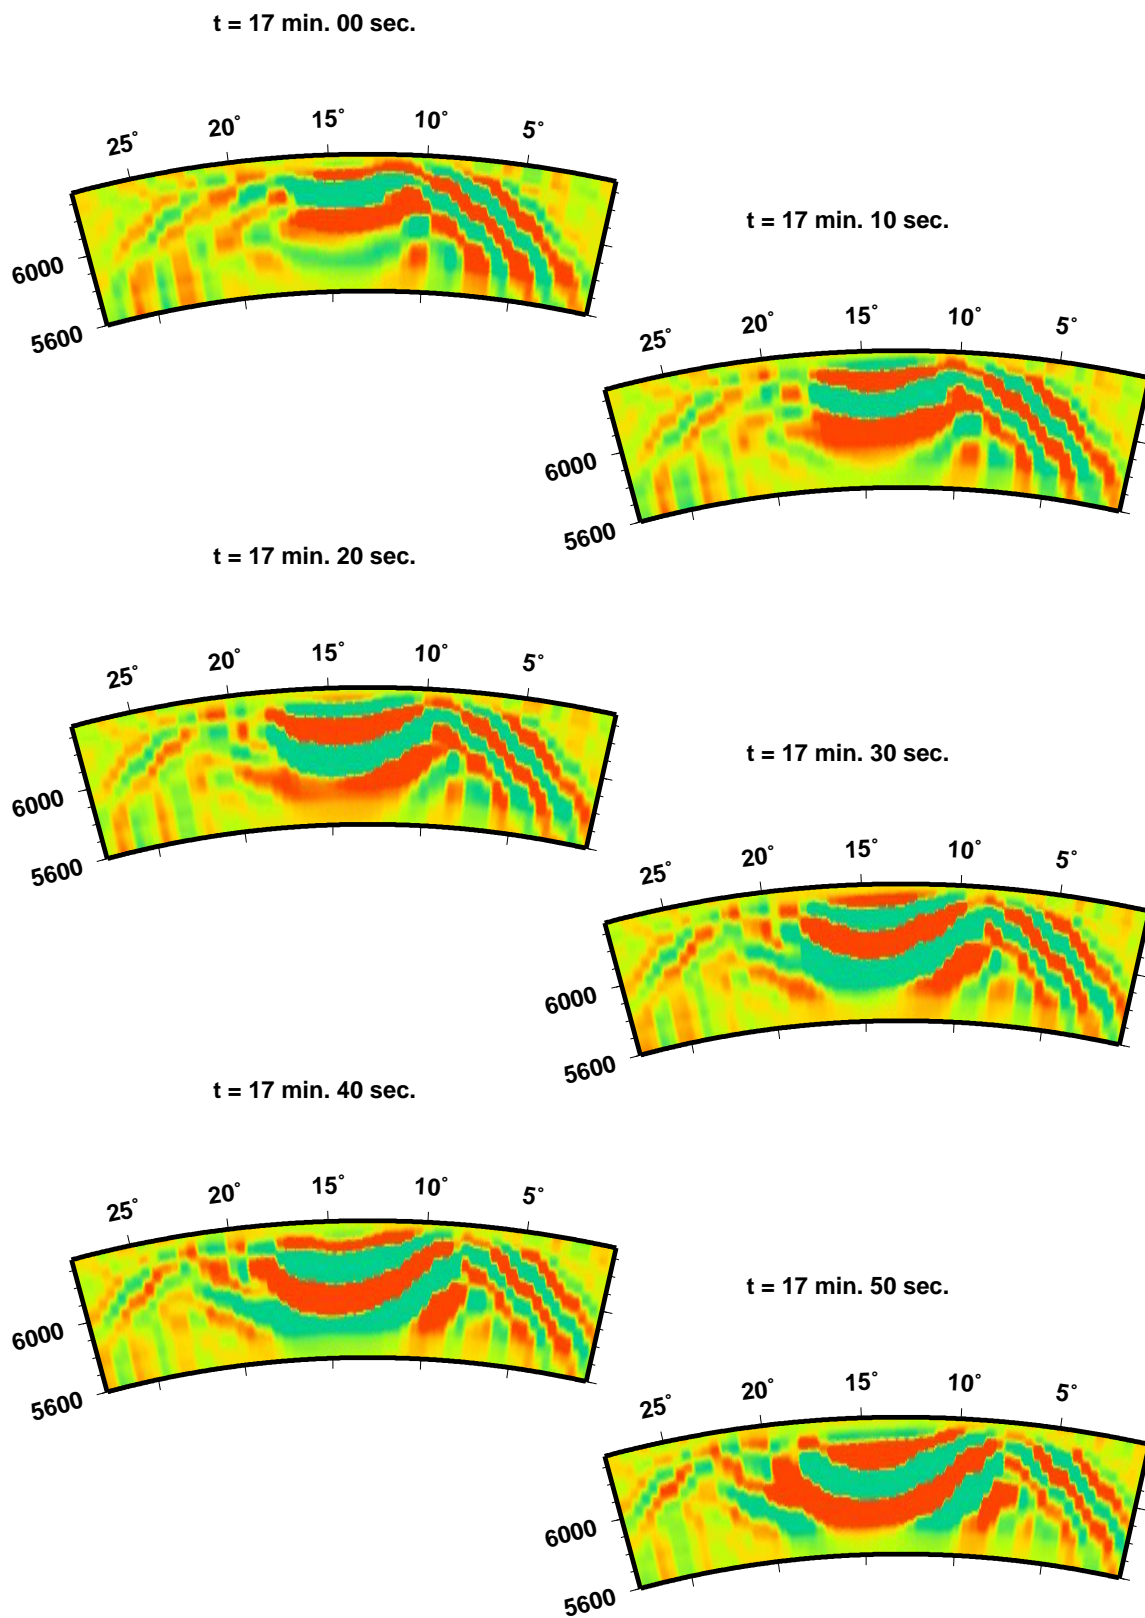 t = 17 min. 00 sec.
25° 20° 15° 10° 5°
6000
5600
t = 17 min. 10 sec.
25° 20° 15° 10° 5°
6000
5600
t = 17 min. 20 sec.
25° 20° 15° 10° 5°
6000
5600
t = 17 min. 30 sec.
25° 20° 15° 10° 5°
6000
5600
t = 17 min. 40 sec.
25° 20° 15° 10° 5°
6000
5600
t = 17 min. 50 sec.
25° 20° 15° 10° 5°
6000
5600